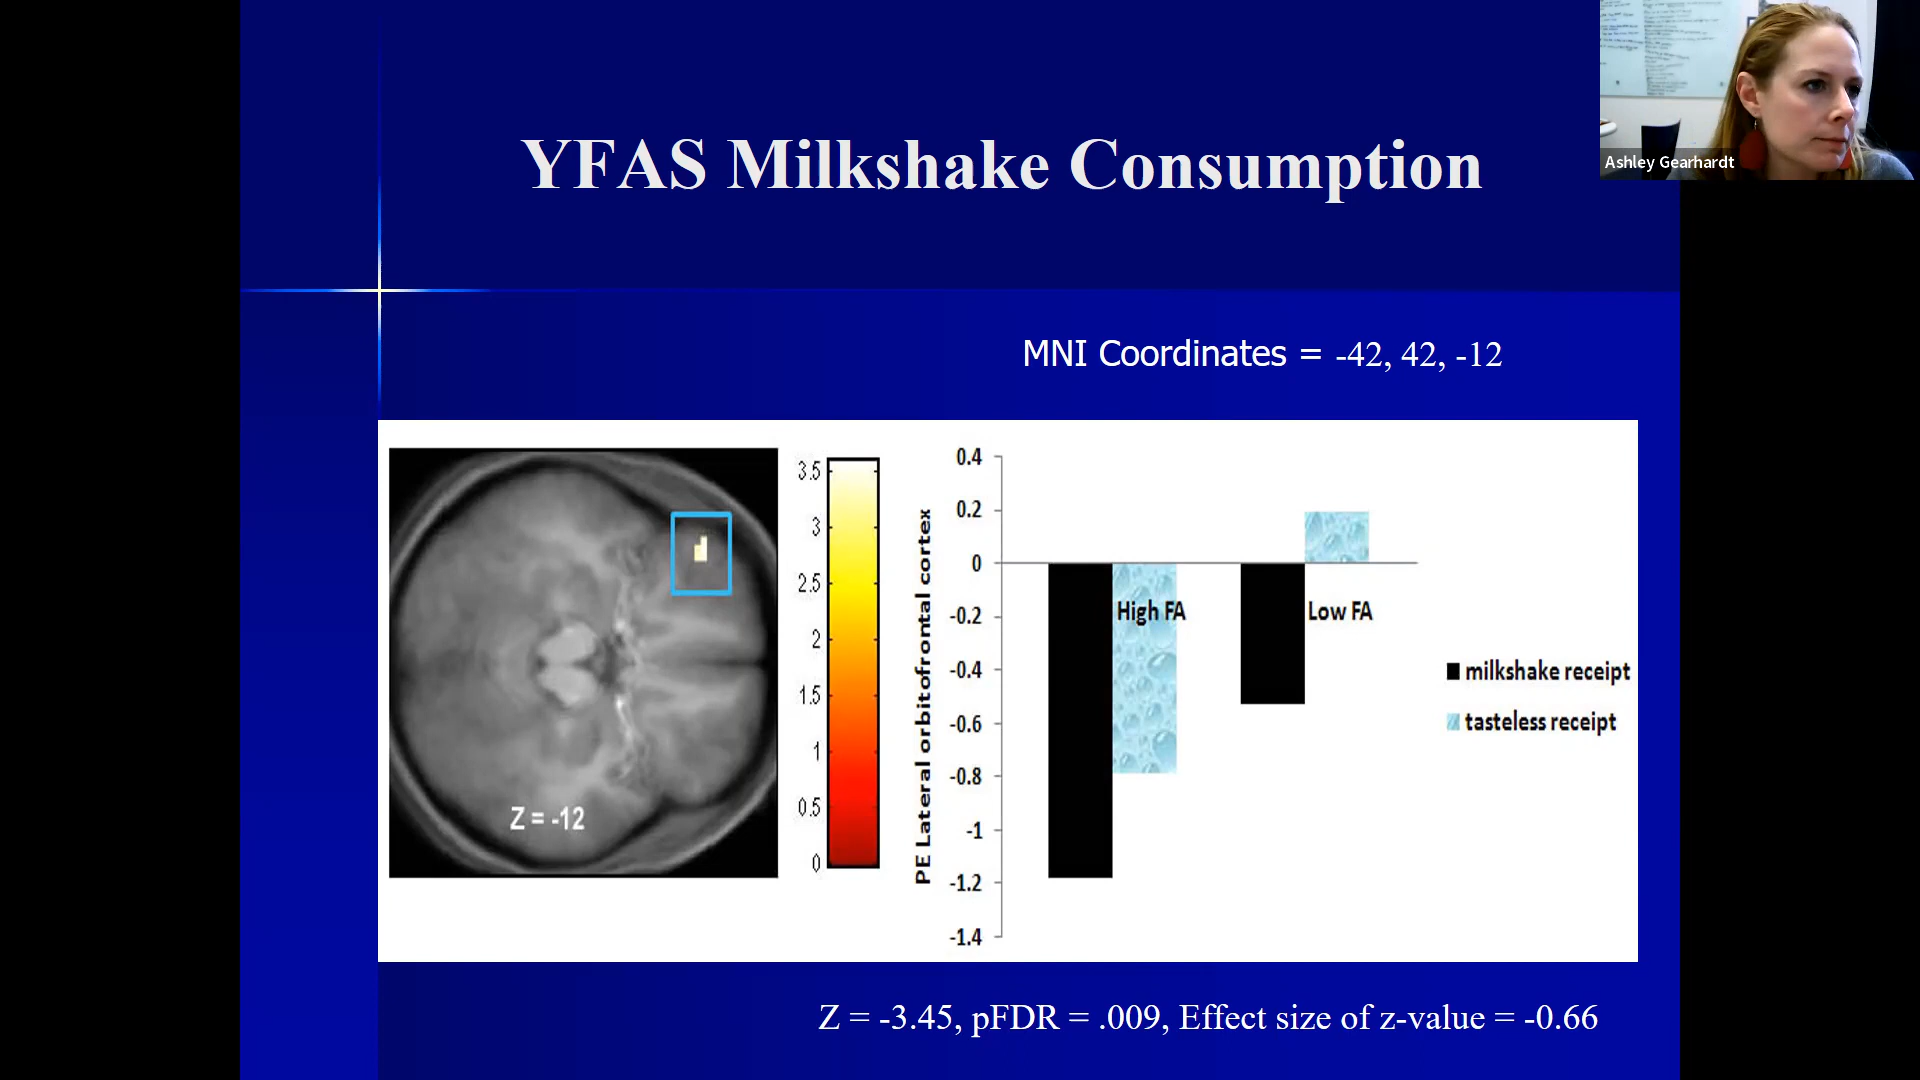 YFAS Milkshake Consumption
Ashley Gearhardt
MNI Coordinates = -42, 42, -12
Z = -12
3.5
3
2.5
2
1.5
1
0.5
0
PE Lateral orbitofrontal cortex
0.4
0.2
0
-0.2
-0.4
-0.6
-0.8
-1
-1.2
-1.4
High FA
Low FA
milkshake receipt
tasteless receipt
Z = -3.45, pFDR = .009, Effect size of z-value = -0.66